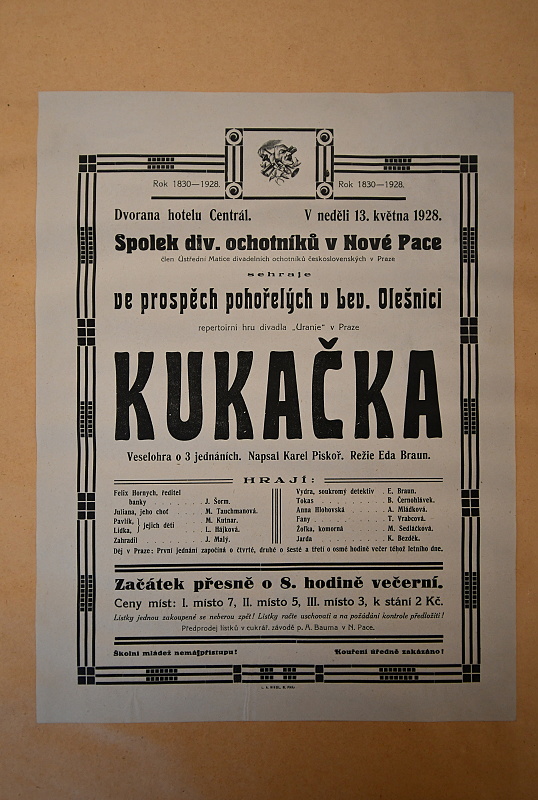 Rok 1830—1928.
Rok 1830—1928.
Dvorana hotelu Centrál. V neděli 13. května 1928.
Spolek div. ochotníků v Nové Pace
člen Ústřední Matice divadelních ochotníků československých v Praze
sehraje
ve prospěch pohořelých v Lev. Olešnici
repertoirní hru divadla „Uranie“ v Praze
KUKAČKA
Veselohra o 3 jednáních. Napsal Karel Piskoř. Režie Eda Braun.
HRAJÍ:
Felix Hornych, ředitel
banky . . . J. Šorm.
Juliana, jeho choť . M. Tauchmanová.
Pavlík, } jejich děti . M. Kutnar.
Lidka, . L. Hájková.
Zahradil . . . J. Malý.
Vydra, soukromý detektiv . E. Braun.
Tokas . . . B. Černohlávek.
Anna Hlohovská . A. Mládková.
Fany . . . T. Vrabcová.
Žofka, komorná . M. Sedláčková.
Jarda . . . K. Bezděk.
Děj v Praze: První jednání započíná o čtvrté, druhé o šesté a třetí o osmé hodině večer téhož letního dne.
Začátek přesně o 8. hodině večerní.
Ceny míst: I. místo 7, II. místo 5, III. místo 3, k stání 2 Kč.
Lístky jednou zakoupené se neberou zpět! Lístky račte uschovati a na požádání kontrole předložiti!
Předprodej lístků v cukrář. závodě p. A. Bauma v N. Pace.
Školní mládež nemá přístupu! Kouření úředně zakázáno!